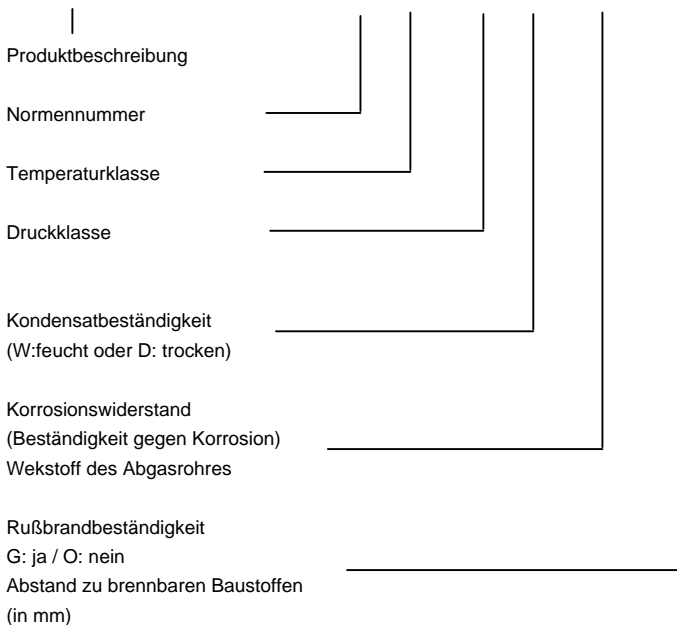 Produktbeschreibung
Normennummer
Temperaturklasse
Druckklasse
Kondensatbeständigkeit
(W:feucht oder D: trocken)
Korrosionswiderstand
(Beständigkeit gegen Korrosion)
Wekstoff des Abgasrohres
Rußbrandbeständigkeit
G: ja / O: nein
Abstand zu brennbaren Baustoffen
(in mm)